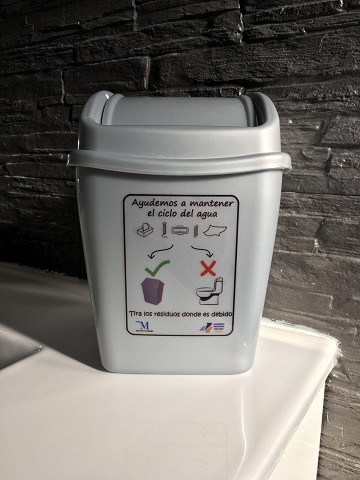 Ayudemos a mantener
el ciclo del agua
Tira los residuos donde es debido
M